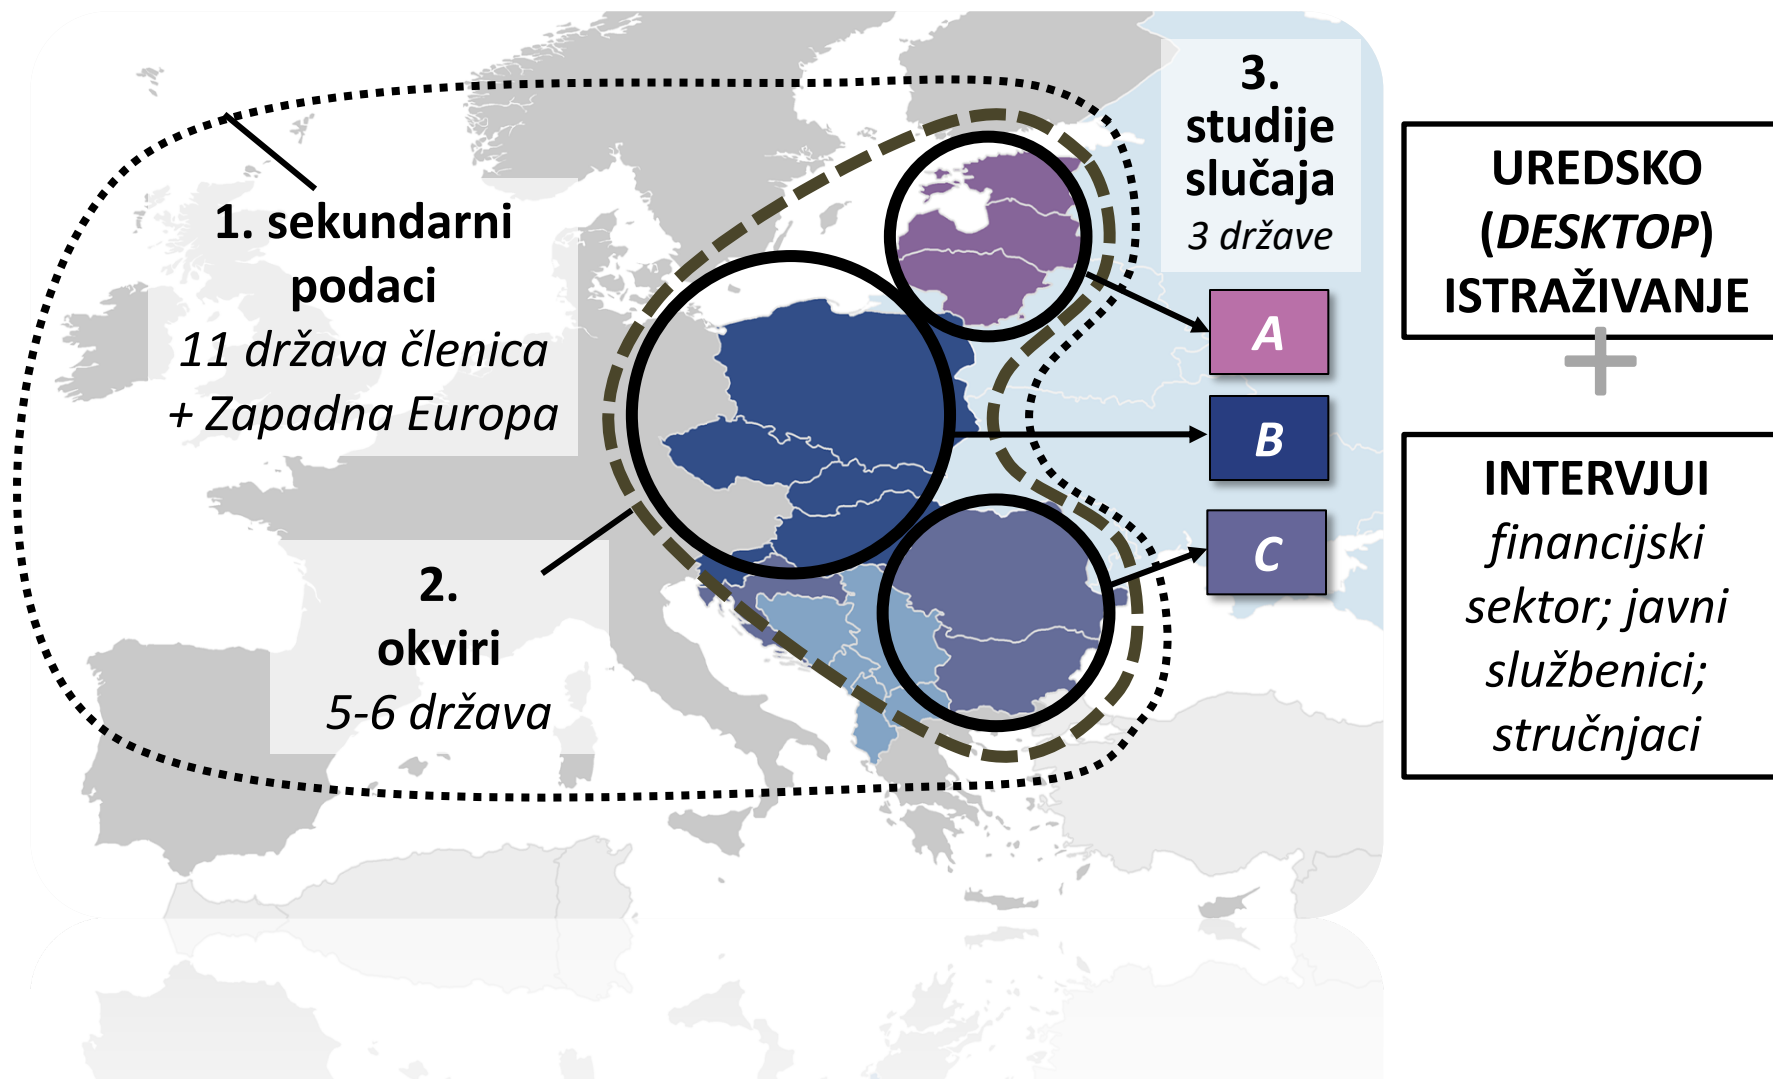 1. sekundarni
podaci
11 država članica
+ Zapadna Europa
2.
okviri
5-6 država
3.
studije
slučaja
3 države
A
B
C
UREDSKO
(DESKTOP)
ISTRAŽIVANJE
+
INTERVJUI
financijski
sektor; javni
službenici;
stručnjaci